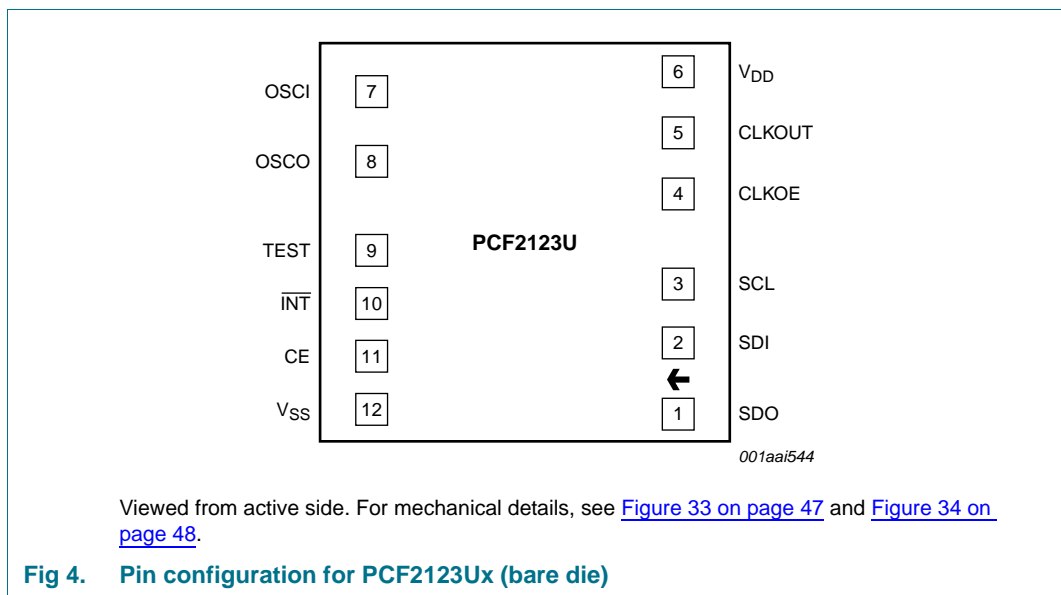 6 VDD
OSCI 7
5 CLKOUT
OSCO 8
4 CLKOE
PCF2123U
TEST 9
3 SCL
INT 10
2 SDI
CE 11
VSS 12
1 SDO
001aai544
Viewed from active side. For mechanical details, see Figure 33 on page 47 and Figure 34 on
page 48.
Fig 4. Pin configuration for PCF2123Ux (bare die)